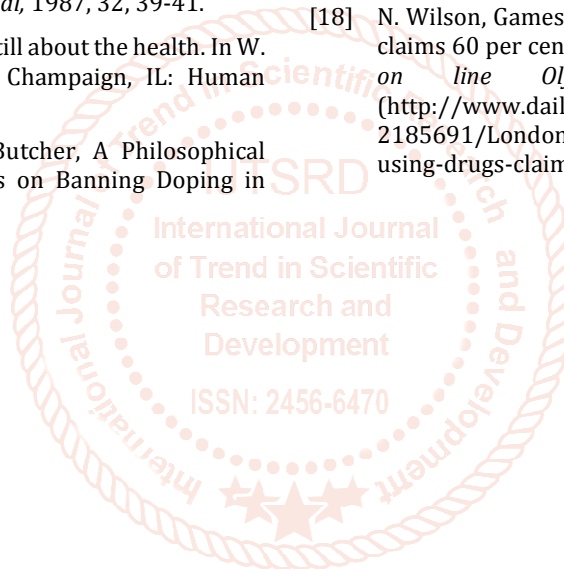 al, 1987, 32, 39-41.
till about the health. In W.
Champaign, IL: Human
Butcher, A Philosophical
s on Banning Doping in
[18] N. Wilson, Games
claims 60 per cen
on line Oly
(http://www.dail
2185691/London
using-drugs-claim
International Journal of Trend in Scientific Research and Development
IJTSRD
International Journal
of Trend in Scientific
Research and
Development
ISSN: 2456-6470